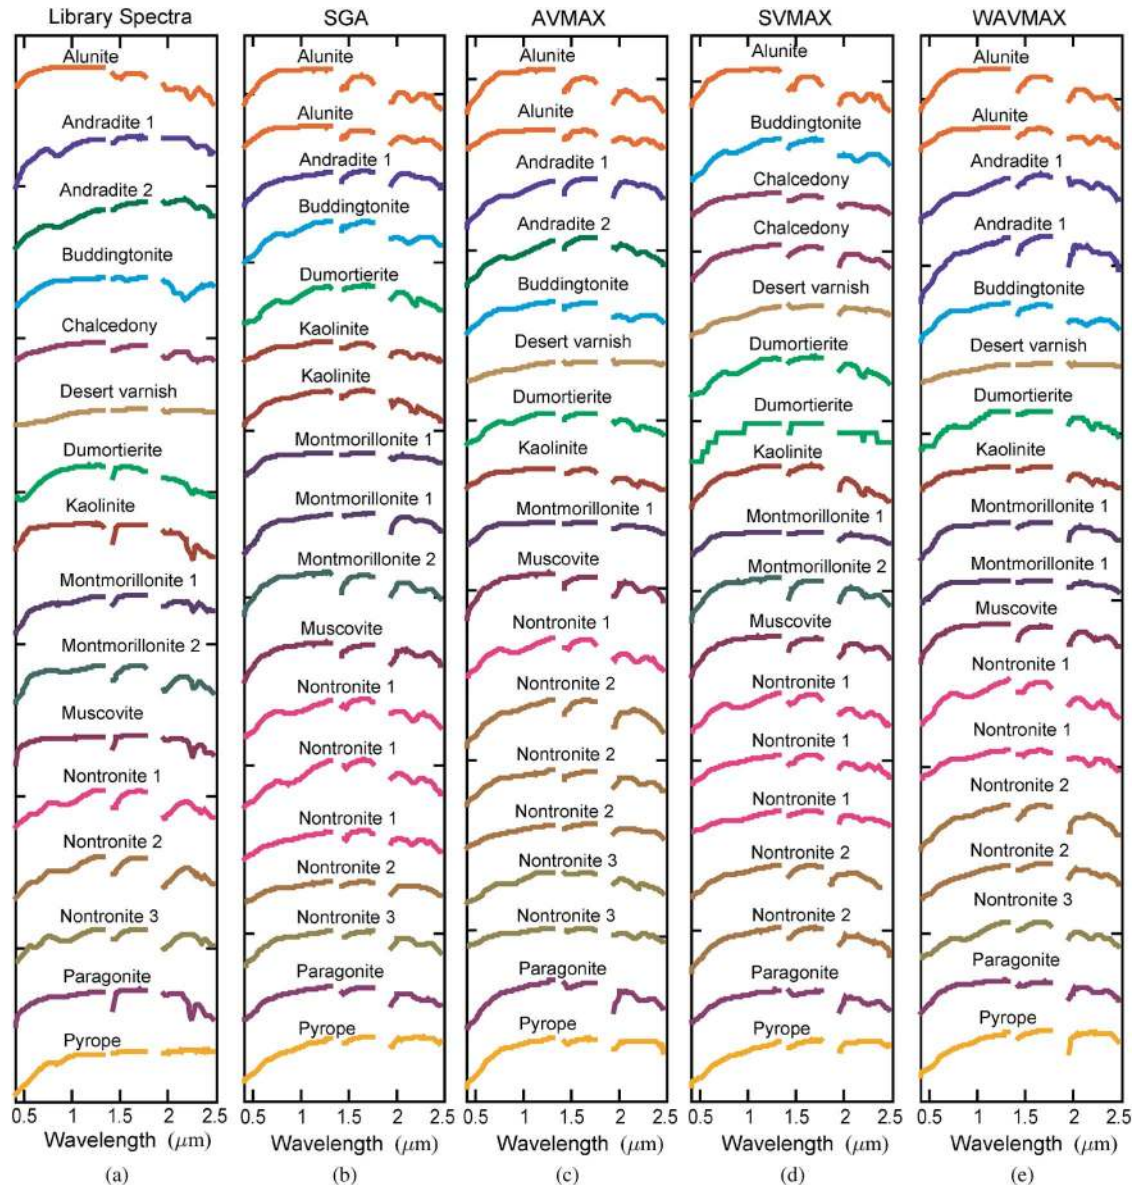 Library Spectra
Alunite
Andradite 1
Andradite 2
Buddingtonite
Chalcedony
Desert varnish
Dumortierite
Kaolinite
Montmorillonite 1
Montmorillonite 2
Muscovite
Nontronite 1
Nontronite 2
Nontronite 3
Paragonite
Pyrope
0.5 1 1.5 2 2.5
Wavelength (μm)
(a)
SGA
Alunite
Alunite
Andradite 1
Buddingtonite
Dumortierite
Kaolinite
Kaolinite
Montmorillonite 1
Montmorillonite 1
Montmorillonite 2
Muscovite
Nontronite 1
Nontronite 1
Nontronite 1
Nontronite 2
Nontronite 3
Paragonite
Pyrope
0.5 1 1.5 2 2.5
Wavelength (μm)
(b)
AVMAX
Alunite
Alunite
Andradite 1
Andradite 2
Buddingtonite
Desert varnish
Dumortierite
Kaolinite
Montmorillonite 1
Muscovite
Nontronite 1
Nontronite 2
Nontronite 2
Nontronite 2
Nontronite 3
Nontronite 3
Paragonite
Pyrope
0.5 1 1.5 2 2.5
Wavelength (μm)
(c)
SVMAX
Alunite
Buddingtonite
Chalcedony
Chalcedony
Desert varnish
Dumortierite
Dumortierite
Kaolinite
Montmorillonite 1
Montmorillonite 2
Muscovite
Nontronite 1
Nontronite 1
Nontronite 1
Nontronite 2
Nontronite 2
Paragonite
Pyrope
0.5 1 1.5 2 2.5
Wavelength (μm)
(d)
WAVMAX
Alunite
Alunite
Andradite 1
Andradite 1
Buddingtonite
Desert varnish
Dumortierite
Kaolinite
Montmorillonite 1
Montmorillonite 1
Muscovite
Nontronite 1
Nontronite 1
Nontronite 2
Nontronite 2
Nontronite 3
Paragonite
Pyrope
0.5 1 1.5 2 2.5
Wavelength (μm)
(e)